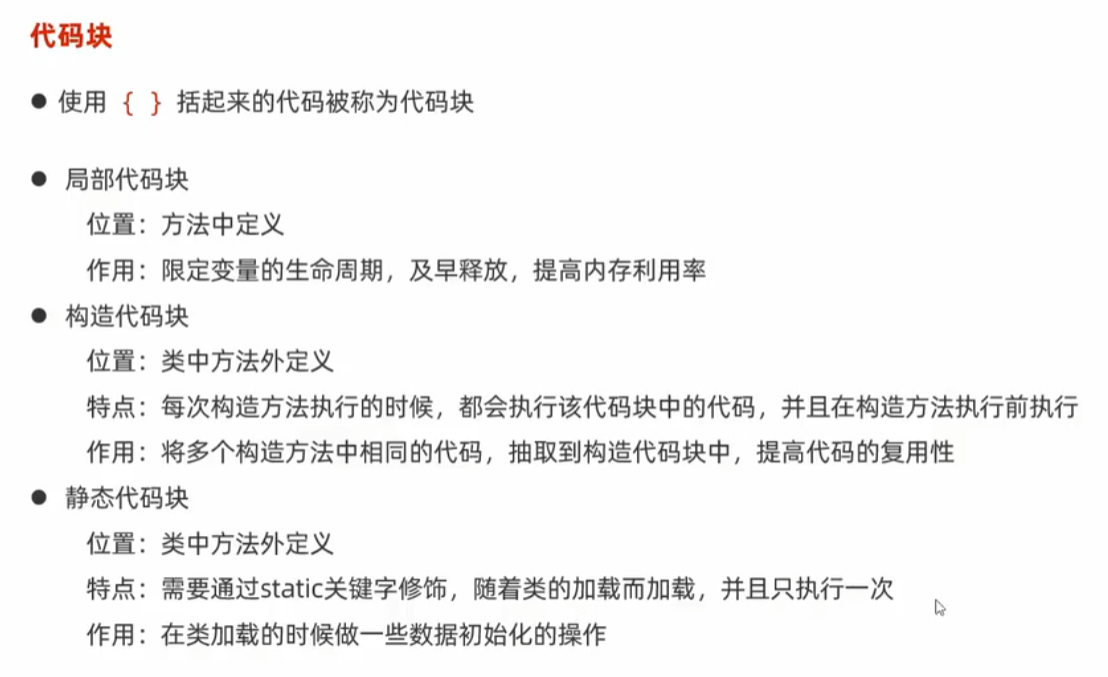 代码块
● 使用 { } 括起来的代码被称为代码块
● 局部代码块
位置：方法中定义
作用：限定变量的生命周期，及早释放，提高内存利用率
● 构造代码块
位置：类中方法外定义
特点：每次构造方法执行的时候，都会执行该代码块中的代码，并且在构造方法执行前执行
作用：将多个构造方法中相同的代码，抽取到构造代码块中，提高代码的复用性
● 静态代码块
位置：类中方法外定义
特点：需要通过static关键字修饰，随着类的加载而加载，并且只执行一次
作用：在类加载的时候做一些数据初始化的操作